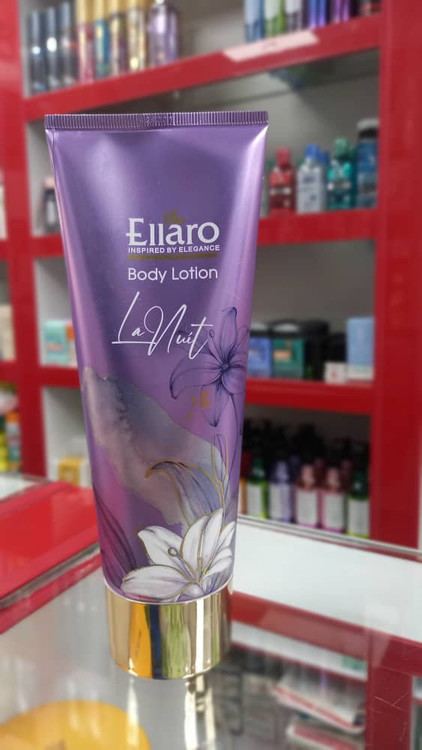 Ellaro
INSPIRED BY ELEGANCE
Body Lotion
La Nuit